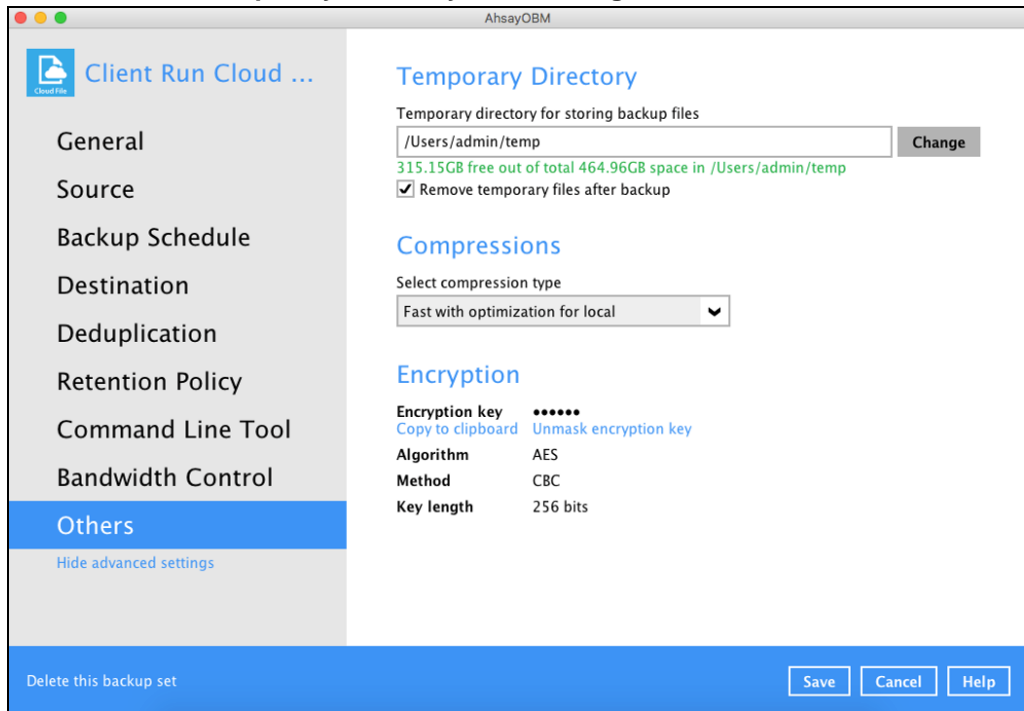 AhsayOBM
Cloud File
Client Run Cloud ...
General
Source
Backup Schedule
Destination
Deduplication
Retention Policy
Command Line Tool
Bandwidth Control
Others
Hide advanced settings
Temporary Directory
Temporary directory for storing backup files
/Users/admin/temp
Change
315.15GB free out of total 464.96GB space in /Users/admin/temp
Remove temporary files after backup
Compressions
Select compression type
Fast with optimization for local
Encryption
Encryption key ••••••
Copy to clipboard Unmask encryption key
Algorithm AES
Method CBC
Key length 256 bits
Delete this backup set
Save Cancel Help